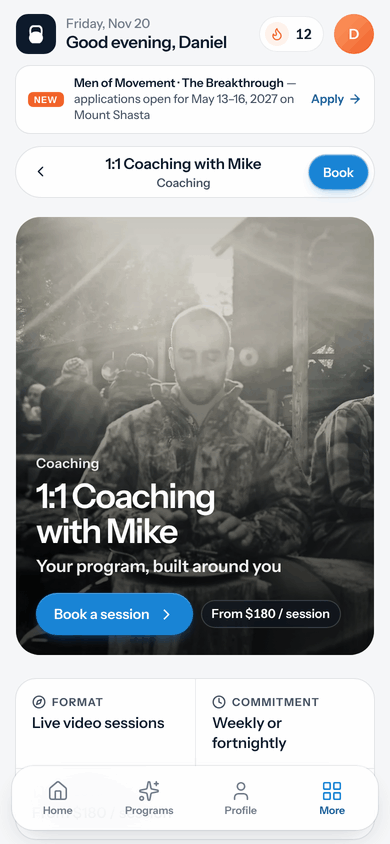 Friday, Nov 20
Good evening, Daniel
12
D
NEW
Men of Movement · The Breakthrough —
applications open for May 13–16, 2027 on
Mount Shasta
Apply
1:1 Coaching with Mike
Coaching
Book
Coaching
1:1 Coaching
with Mike
Your program, built around you
Book a session
From $180 / session
FORMAT
Live video sessions
COMMITMENT
Weekly or
fortnightly
Home
Programs
Profile
More